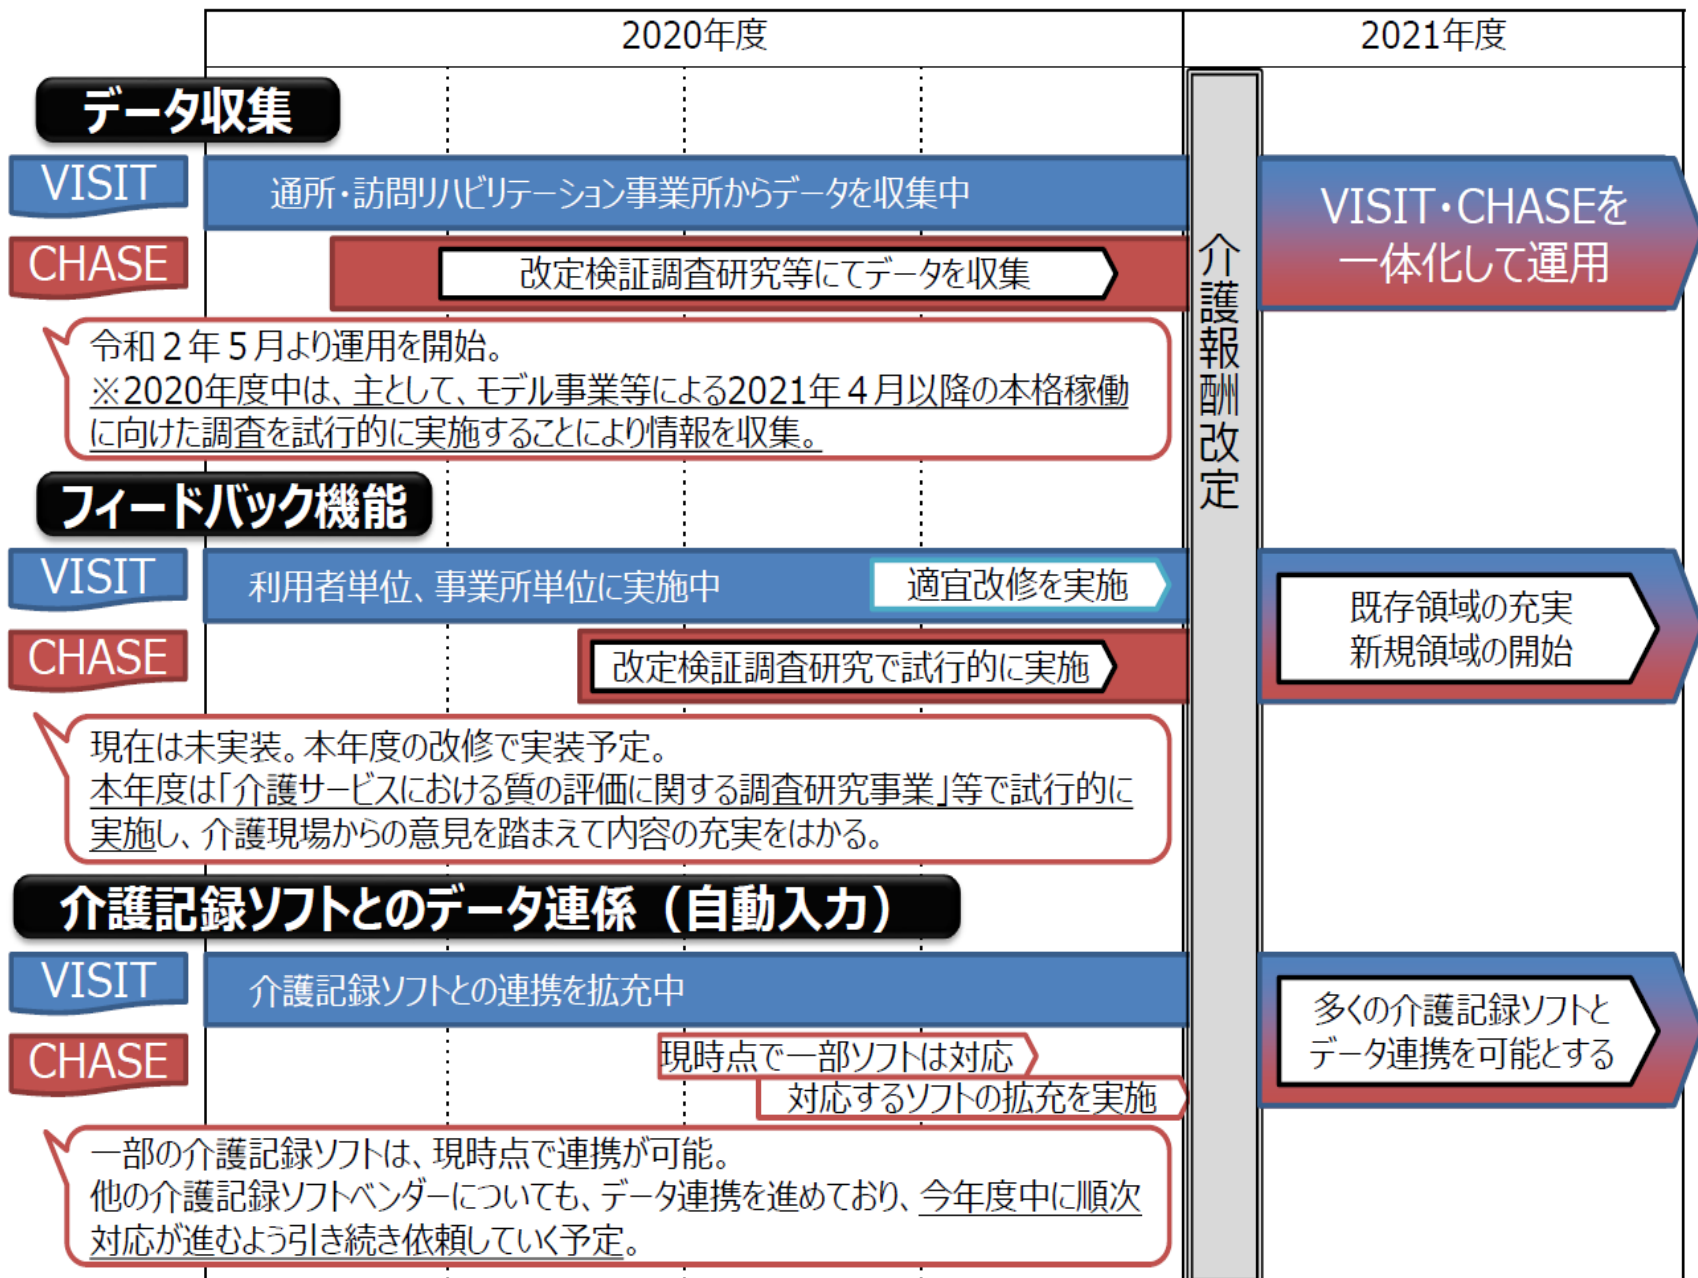 2020年度
2021年度
データ収集
VISIT
通所・訪問リハビリテーション事業所からデータを収集中
CHASE
改定検証調査研究等にてデータを収集
VISIT・CHASEを
一体化して運用
介護報酬改定
令和２年５月より運用を開始。
※2020年度中は、主として、モデル事業等による2021年４月以降の本格稼働
に向けた調査を試行的に実施することにより情報を収集。
フィードバック機能
VISIT
利用者単位、事業所単位に実施中
適宜改修を実施
CHASE
改定検証調査研究で試行的に実施
既存領域の充実
新規領域の開始
現在は未実装。本年度の改修で実装予定。
本年度は「介護サービスにおける質の評価に関する調査研究事業」等で試行的に
実施し、介護現場からの意見を踏まえて内容の充実をはかる。
介護記録ソフトとのデータ連係（自動入力）
VISIT
介護記録ソフトとの連携を拡充中
CHASE
現時点で一部ソフトは対応
対応するソフトの拡充を実施
多くの介護記録ソフトと
データ連携を可能とする
一部の介護記録ソフトは、現時点で連携が可能。
他の介護記録ソフトベンダーについても、データ連携を進めており、今年度中に順次
対応が進むよう引き続き依頼していく予定。